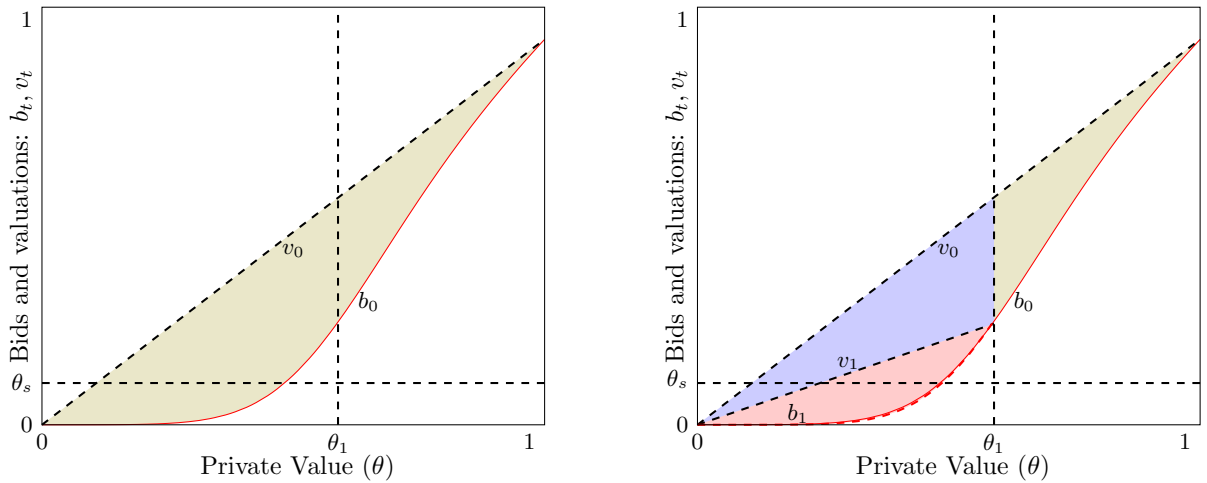 1
Bids and valuations: b_t, v_t
v_0
b_0
θ_s
0
0
θ_1
1
Private Value (θ)
1
Bids and valuations: b_t, v_t
v_0
b_0
v_1
θ_s
b_1
0
0
θ_1
1
Private Value (θ)